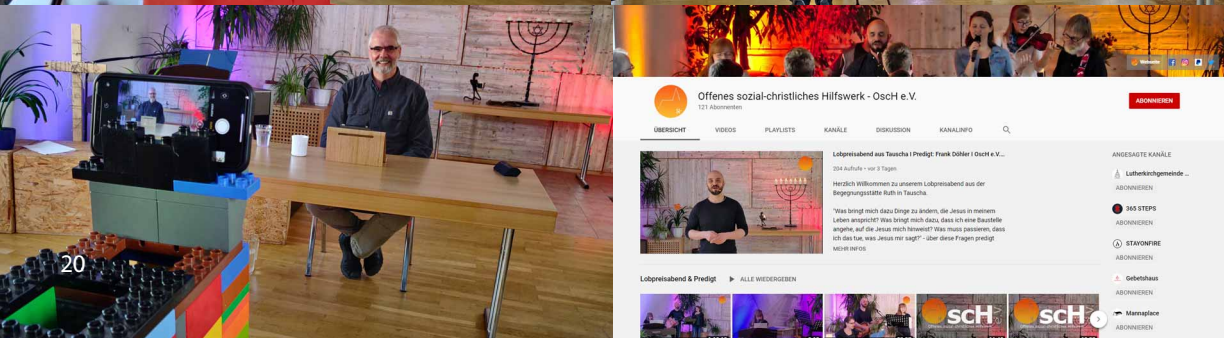 20
Webseite
Offenes sozial-christliches Hilfswerk - OscH e.V.
121 Abonnenten
ABONNIEREN
ÜBERSICHT
VIDEOS
PLAYLISTS
KANÄLE
DISKUSSION
KANALINFO
Lobpreisabend aus Tauscha I Predigt: Frank Döhler I OscH e.V...
204 Aufrufe • vor 3 Tagen
Herzlich Willkommen zu unserem Lobpreisabend aus der
Begegnungsstätte Ruth in Tauscha.
"Was bringt mich dazu Dinge zu ändern, die Jesus in meinem
Leben anspricht? Was bringt mich dazu, dass ich eine Baustelle
angehe, auf die Jesus mich hinweist? Was muss passieren, dass
ich das tue, was Jesus mir sagt?" - über diese Fragen predigt
MEHR INFOS
ANGESAGTE KANÄLE
Lutherkirchgemeinde ...
ABONNIEREN
365 STEPS
ABONNIEREN
STAYONFIRE
ABONNIEREN
Gebetshaus
ABONNIEREN
Mannaplace
ABONNIEREN
Lobpreisabend & Predigt
ALLE WIEDERGEBEN
scH
scH